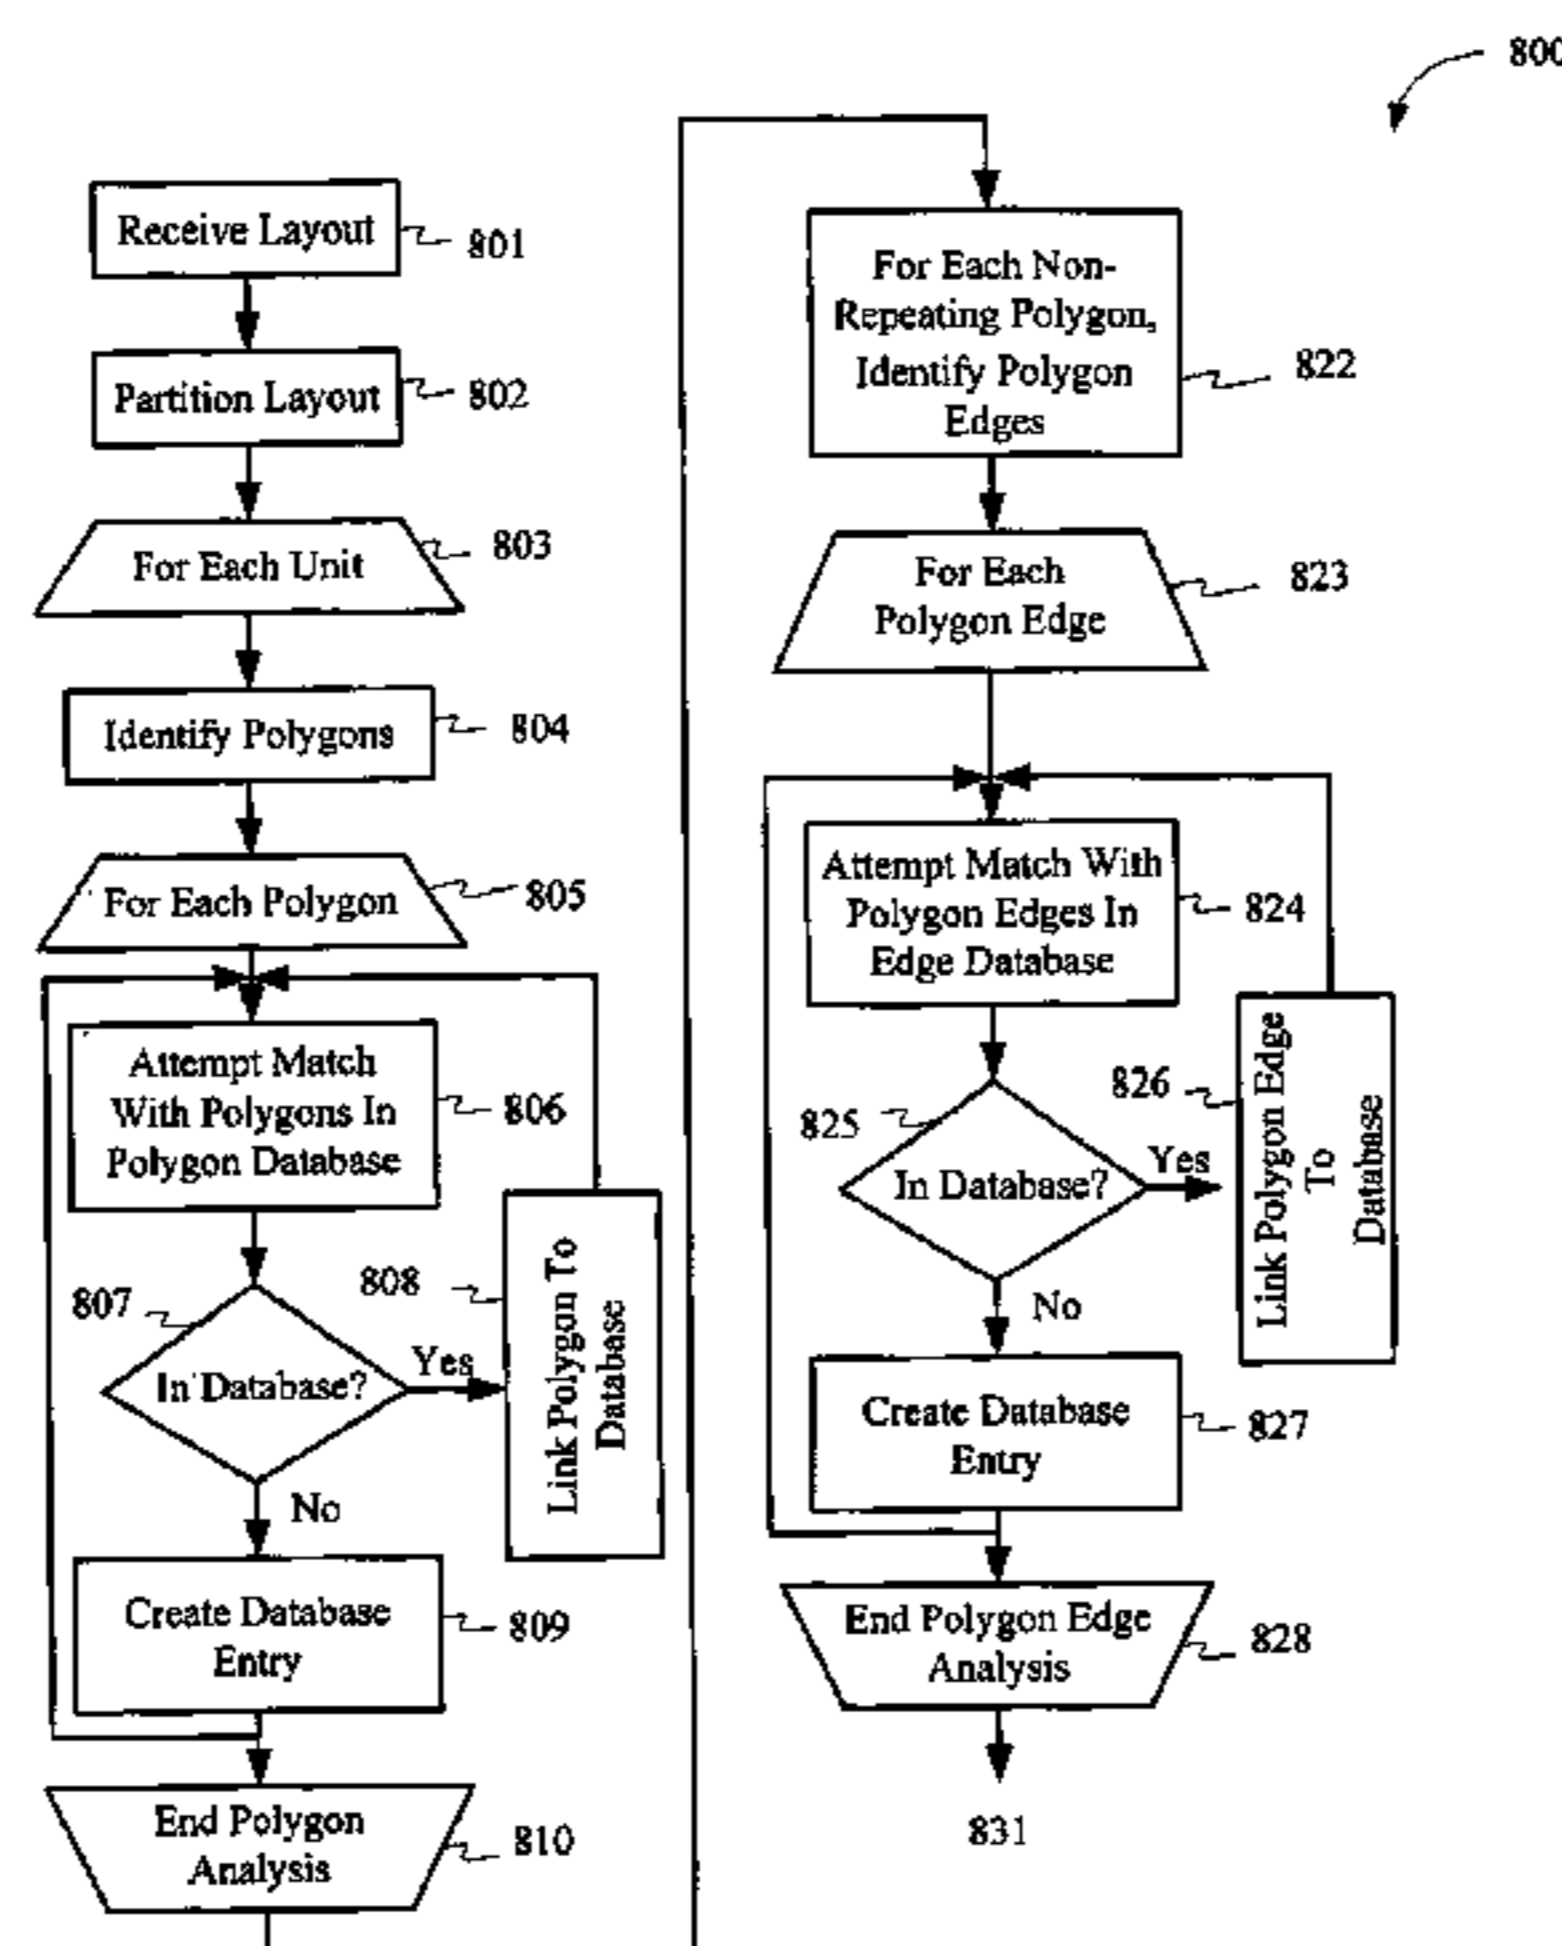 800
Receive Layout
801
Partition Layout
802
For Each Unit
803
Identify Polygons
804
For Each Polygon
805
Attempt Match
With Polygons In
Polygon Database
806
807
In Database?
Yes
808
Link Polygon To
Database
No
Create Database
Entry
809
End Polygon
Analysis
810
For Each Non-
Repeating Polygon,
Identify Polygon
Edges
822
For Each
Polygon Edge
823
Attempt Match With
Polygon Edges In
Edge Database
824
825
In Database?
Yes
826
Link Polygon Edge
To
Database
No
Create Database
Entry
827
End Polygon Edge
Analysis
828
831